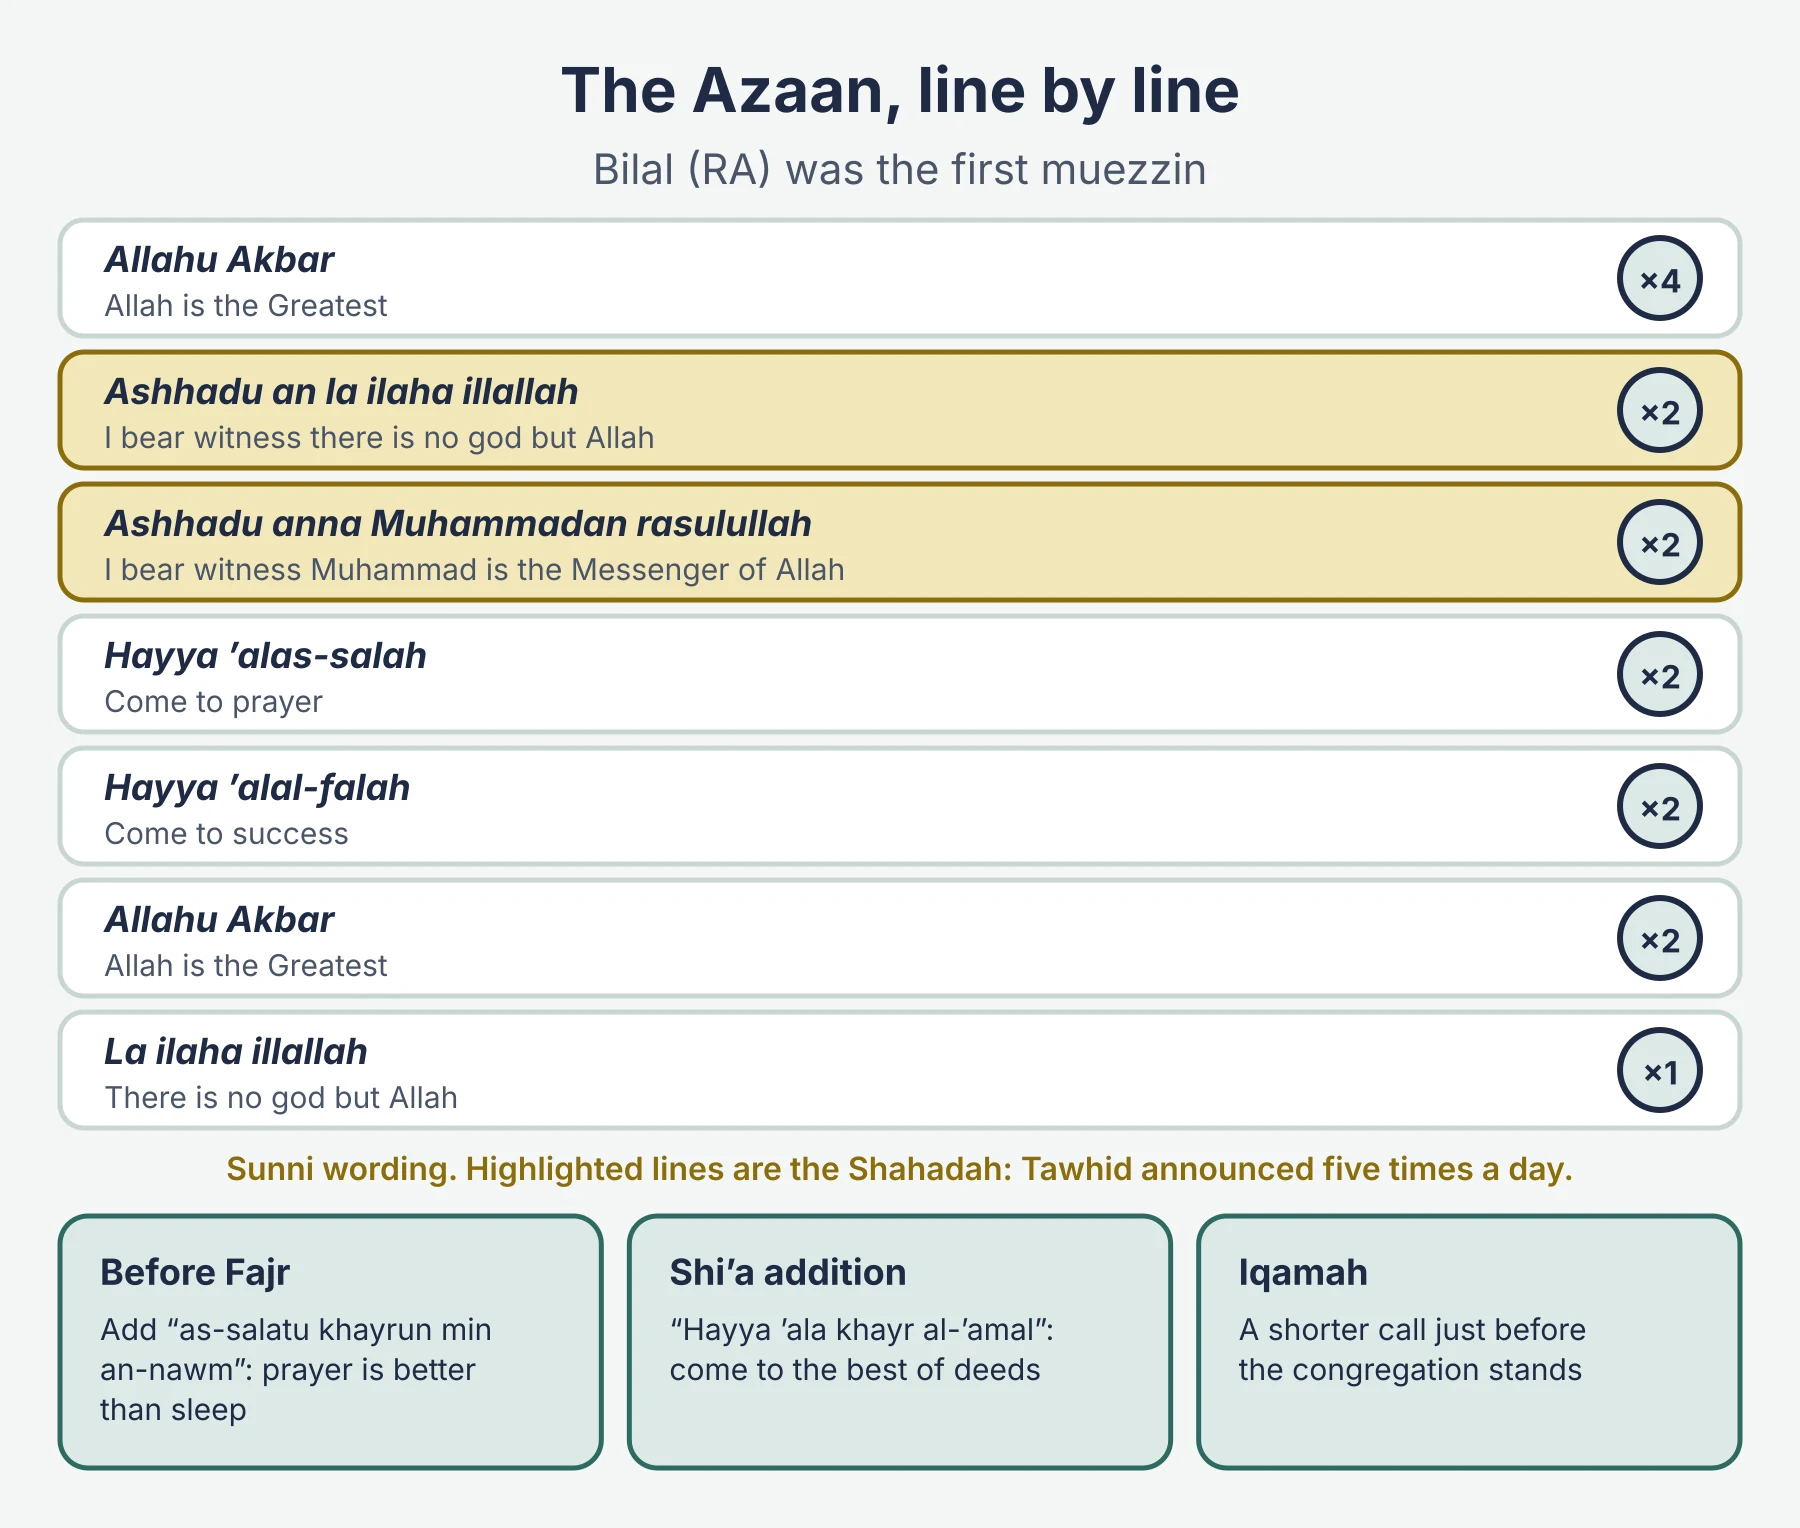 The Azaan, line by line
Bilal (RA) was the first muezzin
Allahu Akbar
Allah is the Greatest
×4
Ashhadu an la ilaha illallah
I bear witness there is no god but Allah
×2
Ashhadu anna Muhammadan rasulullah
I bear witness Muhammad is the Messenger of Allah
×2
Hayya ’alas-salah
Come to prayer
×2
Hayya ’alal-falah
Come to success
×2
Allahu Akbar
Allah is the Greatest
×2
La ilaha illallah
There is no god but Allah
×1
Sunni wording. Highlighted lines are the Shahadah: Tawhid announced five times a day.
Before Fajr
Add “as-salatu khayrun min
an-nawm”: prayer is better
than sleep
Shi’a addition
“Hayya ’ala khayr al-’amal”:
come to the best of deeds
Iqamah
A shorter call just before
the congregation stands